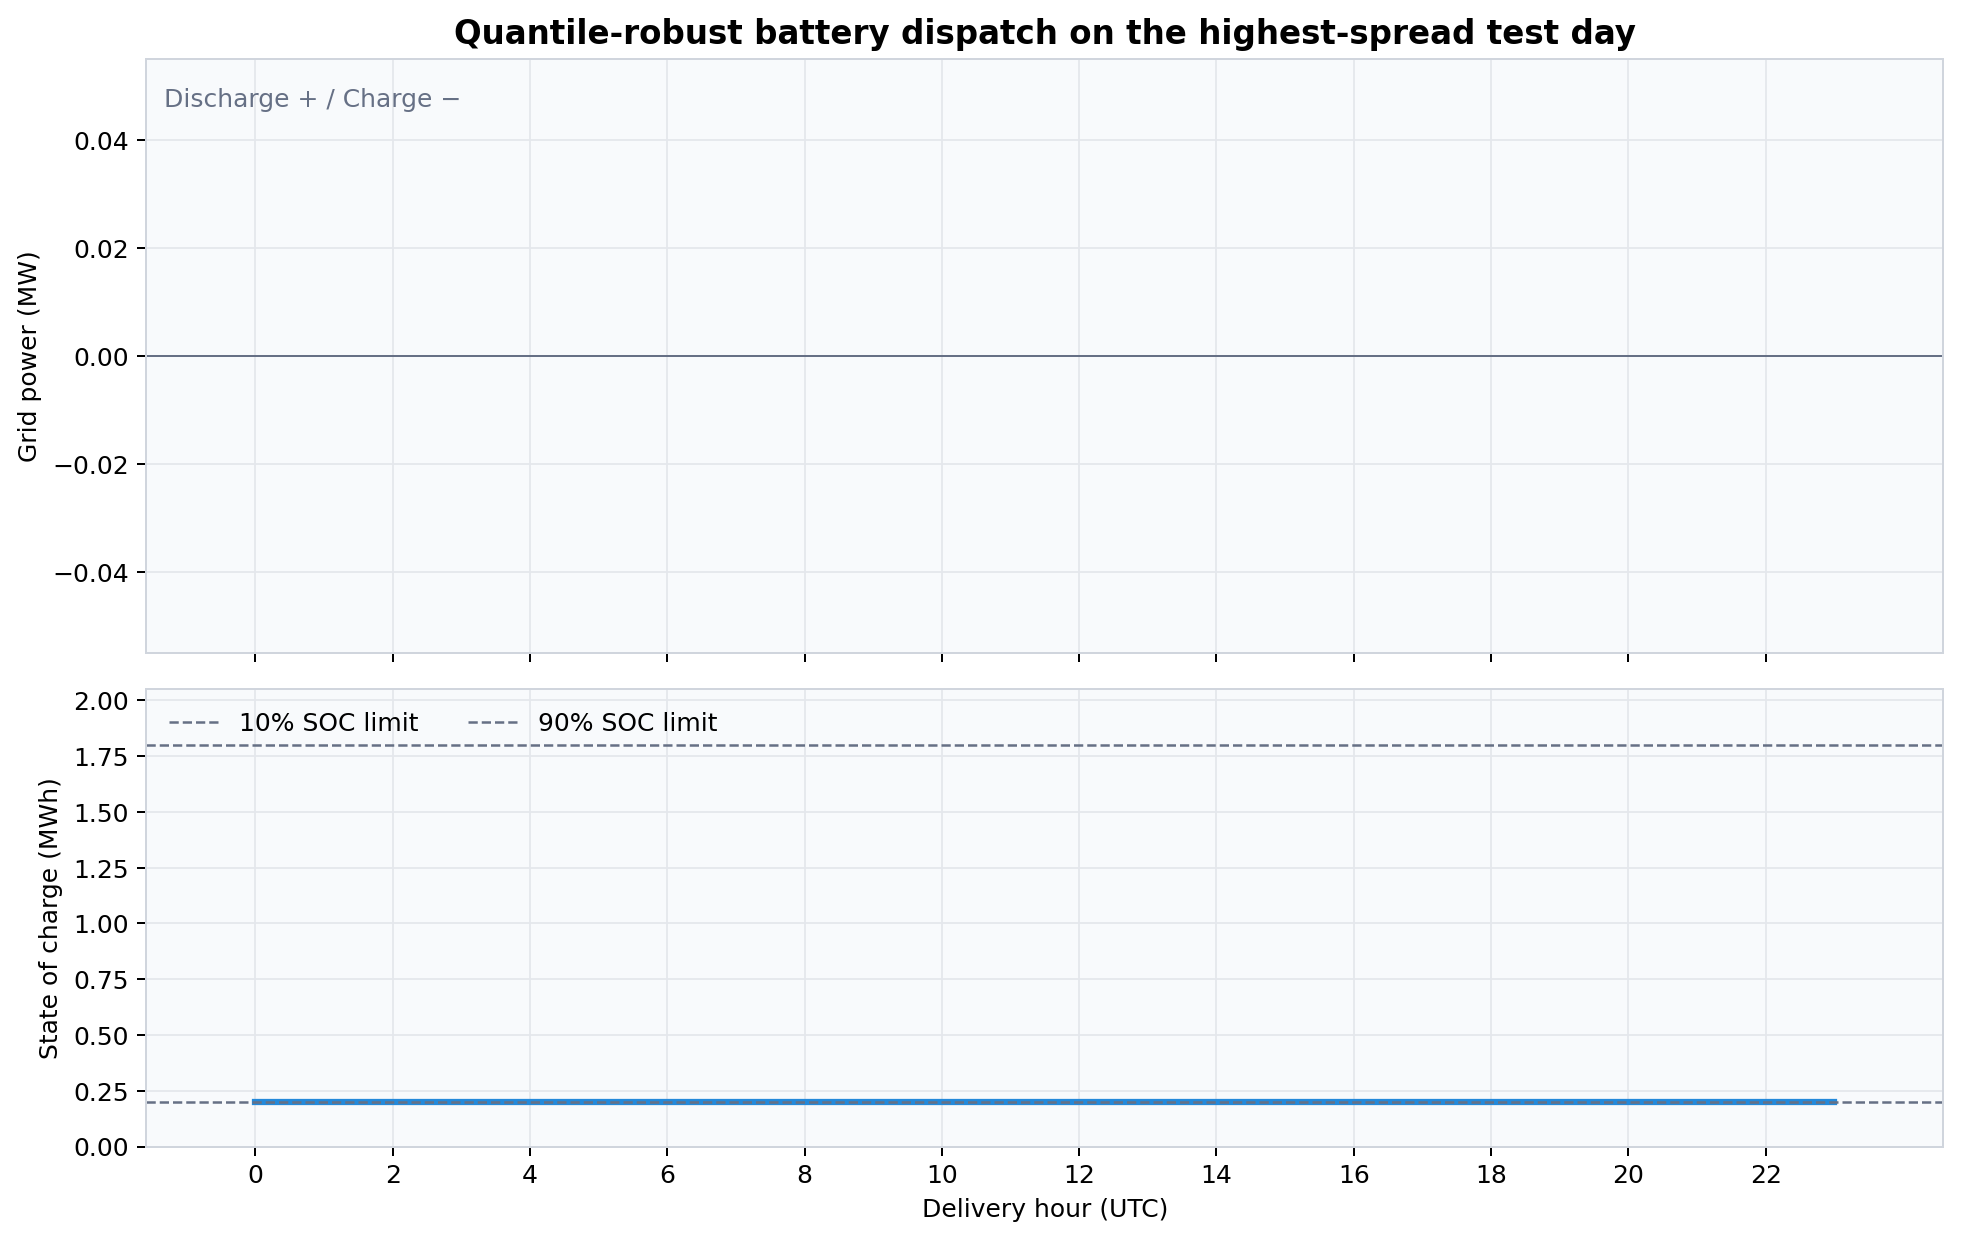 Quantile-robust battery dispatch on the highest-spread test day
Discharge + / Charge −
0.04
0.02
0.00
−0.02
−0.04
Grid power (MW)
10% SOC limit
90% SOC limit
2.00
1.75
1.50
1.25
1.00
0.75
0.50
0.25
0.00
State of charge (MWh)
0 2 4 6 8 10 12 14 16 18 20 22
Delivery hour (UTC)